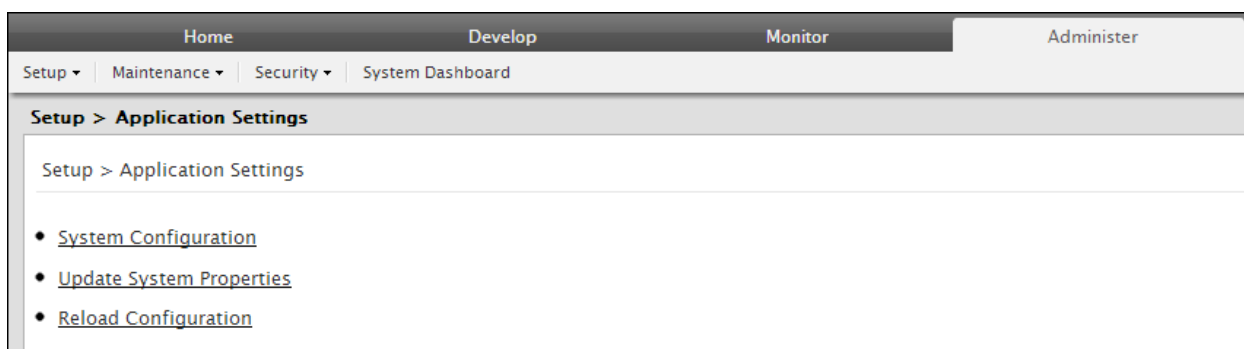 Home Develop Monitor Administer
Setup Maintenance Security System Dashboard
Setup > Application Settings
Setup > Application Settings
System Configuration
Update System Properties
Reload Configuration